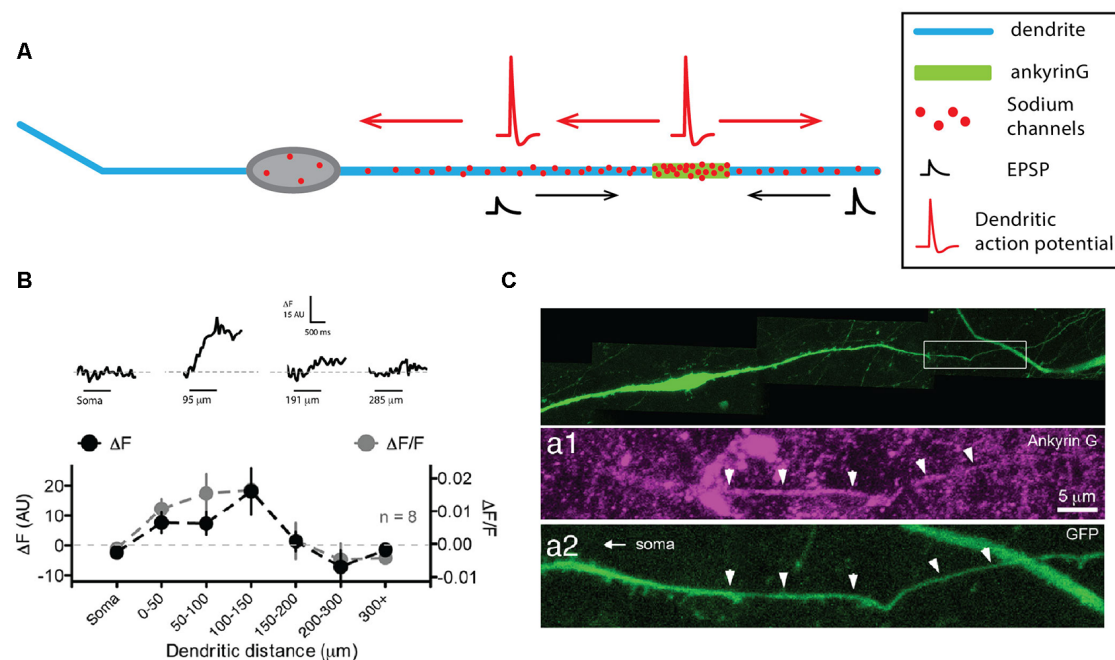 A
dendrite
ankyrinG
Sodium
channels
EPSP
Dendritic
action potential
B
ΔF
15 AU
500 ms
Soma
95 μm
191 μm
285 μm
ΔF
ΔF/F
ΔF (AU)
20
10
0
-10
n = 8
0.02
0.01
0.00
-0.01
ΔF/F
Soma
0-50
50-100
100-150
150-200
200-300
300+
Dendritic distance (μm)
C
a1
Ankyrin G
5 μm
a2
soma
GFP